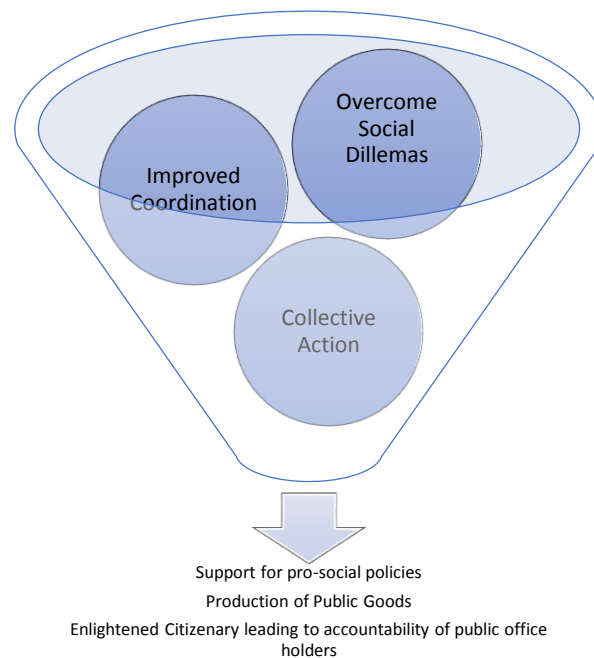 Overcome
Social
Dillemas
Improved
Coordination
Collective
Action
Support for pro-social policies
Production of Public Goods
Enlightened Citizenary leading to accountability of public office
holders